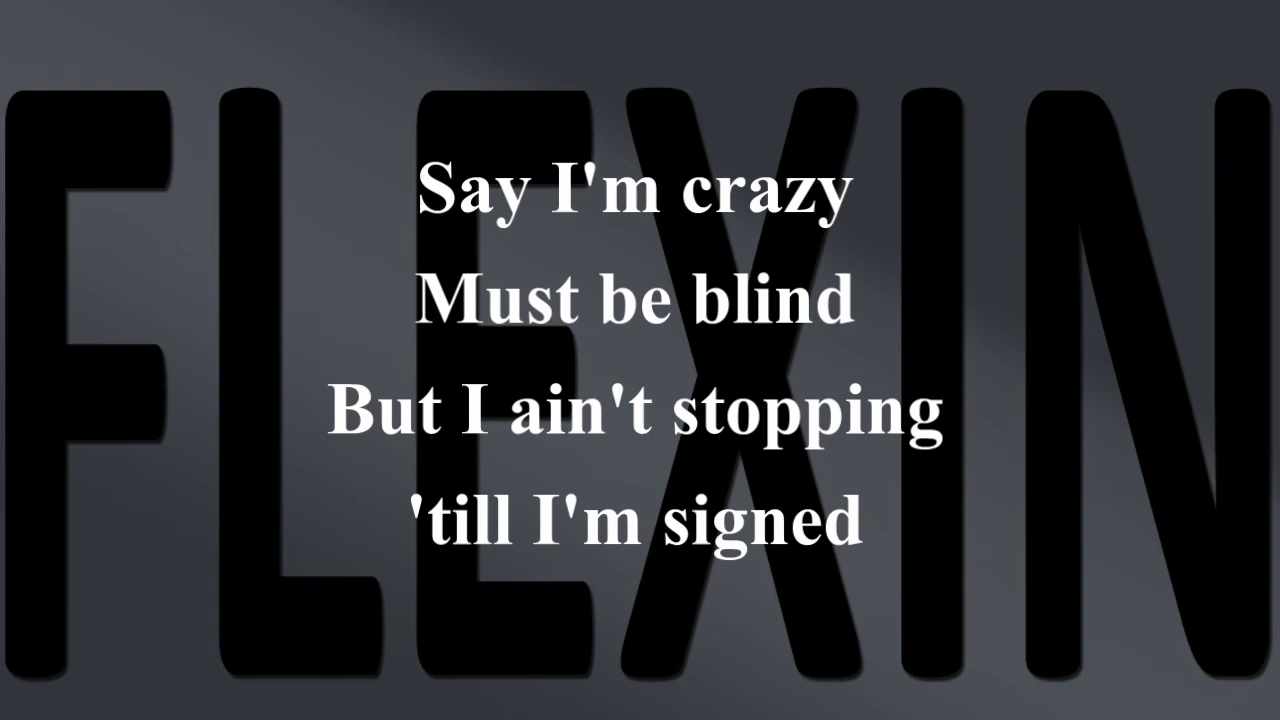 FLEXIN
Say I'm crazy
Must be blind
But I ain't stopping
'till I'm signed